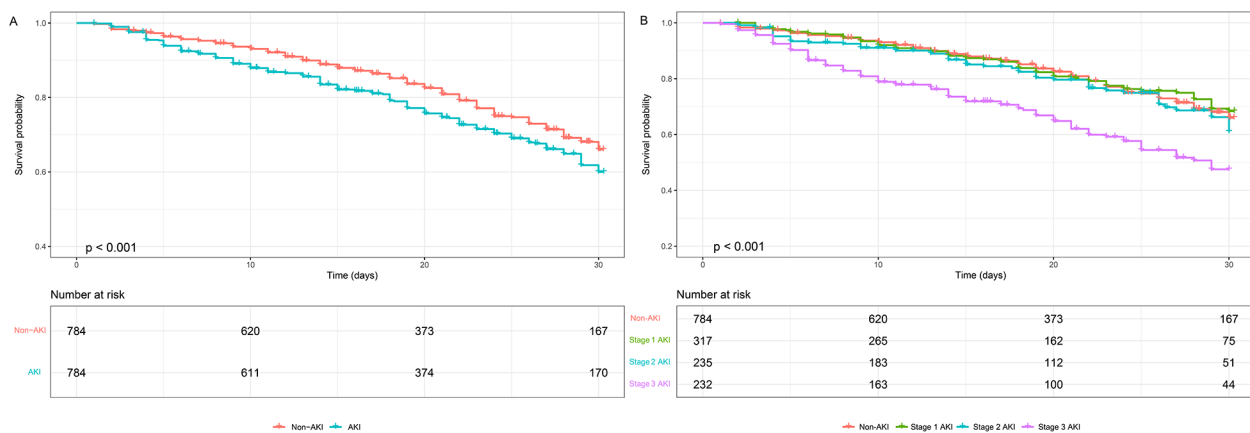 A
1.0
0.8
0.6
0.4
Survival probability
p < 0.001
0
10
20
30
Time (days)
Number at risk
Non−AKI 784 620 373 167
AKI 784 611 374 170
Non−AKI AKI
B
1.0
0.8
0.6
0.4
0.2
Survival probability
p < 0.001
0
10
20
30
Time (days)
Number at risk
Non-AKI 784 620 373 167
Stage 1 AKI 317 265 162 75
Stage 2 AKI 235 183 112 51
Stage 3 AKI 232 163 100 44
Non-AKI Stage 1 AKI Stage 2 AKI Stage 3 AKI